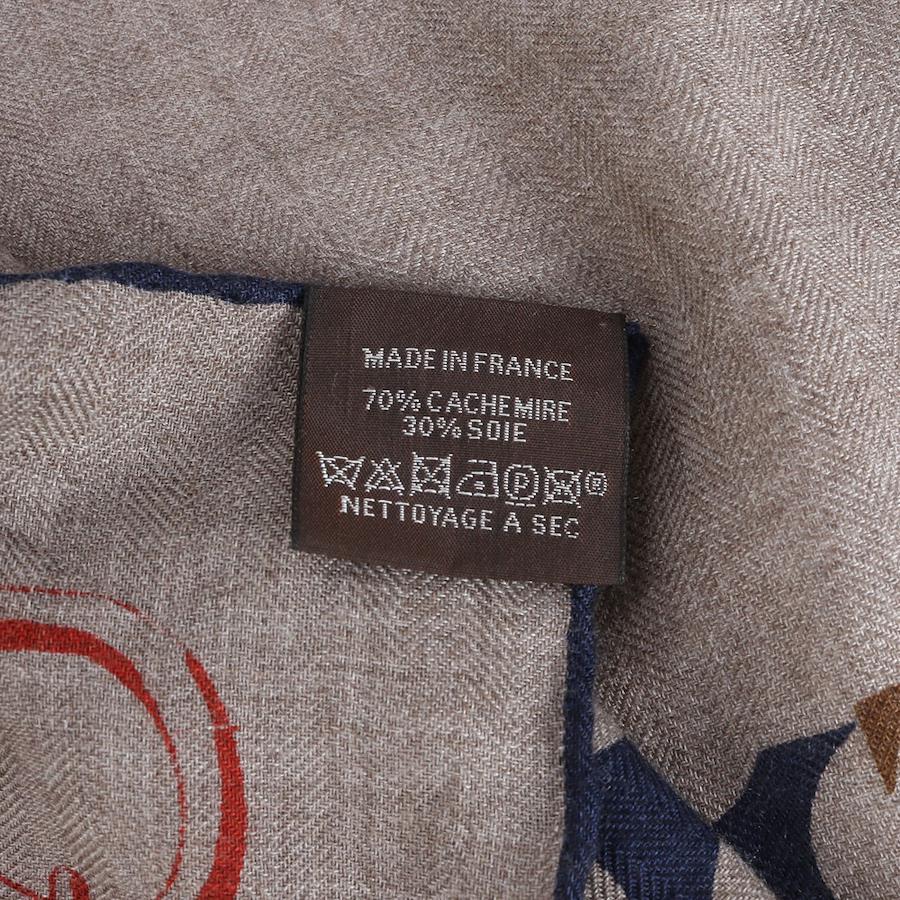 MADE IN FRANCE
70% CACHEMIRE
30% SOIE
P ®
NETTOYAGE A SEC